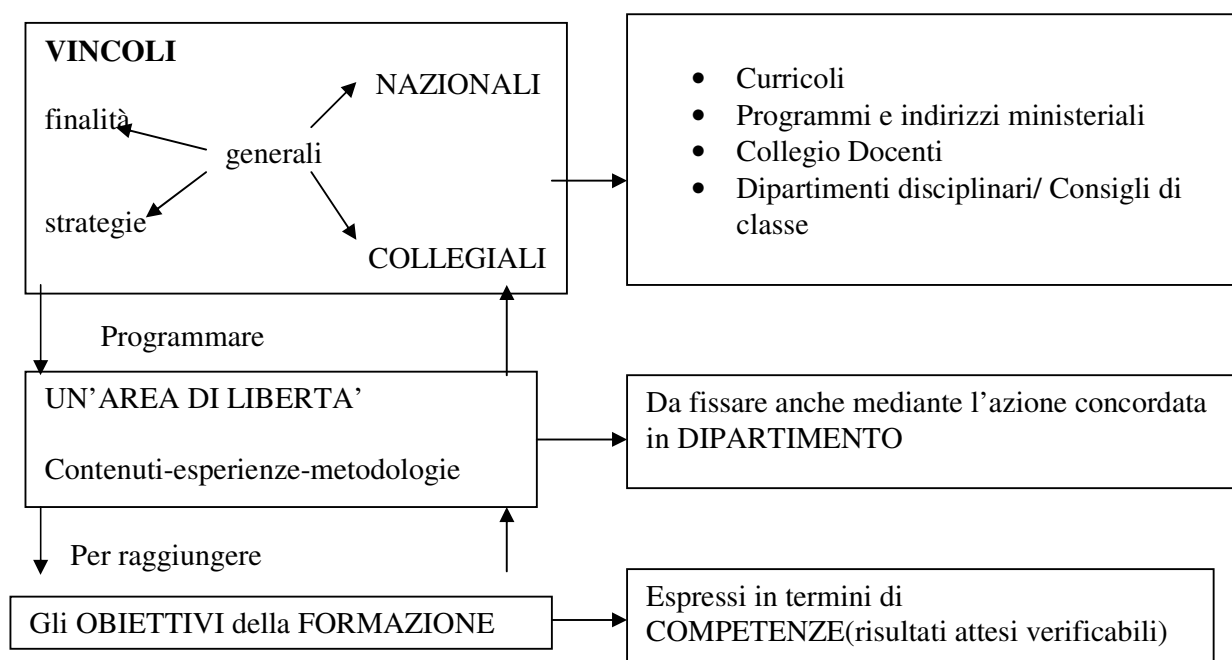 VINCOLI
NAZIONALI
finalità
generali
strategie
COLLEGIALI
• Curricoli
• Programmi e indirizzi ministeriali
• Collegio Docenti
• Dipartimenti disciplinari/ Consigli di
classe
Programmare
UN’AREA DI LIBERTA’
Contenuti-esperienze-metodologie
Da fissare anche mediante l’azione concordata
in DIPARTIMENTO
Per raggiungere
Gli OBIETTIVI della FORMAZIONE
Espressi in termini di
COMPETENZE(risultati attesi verificabili)